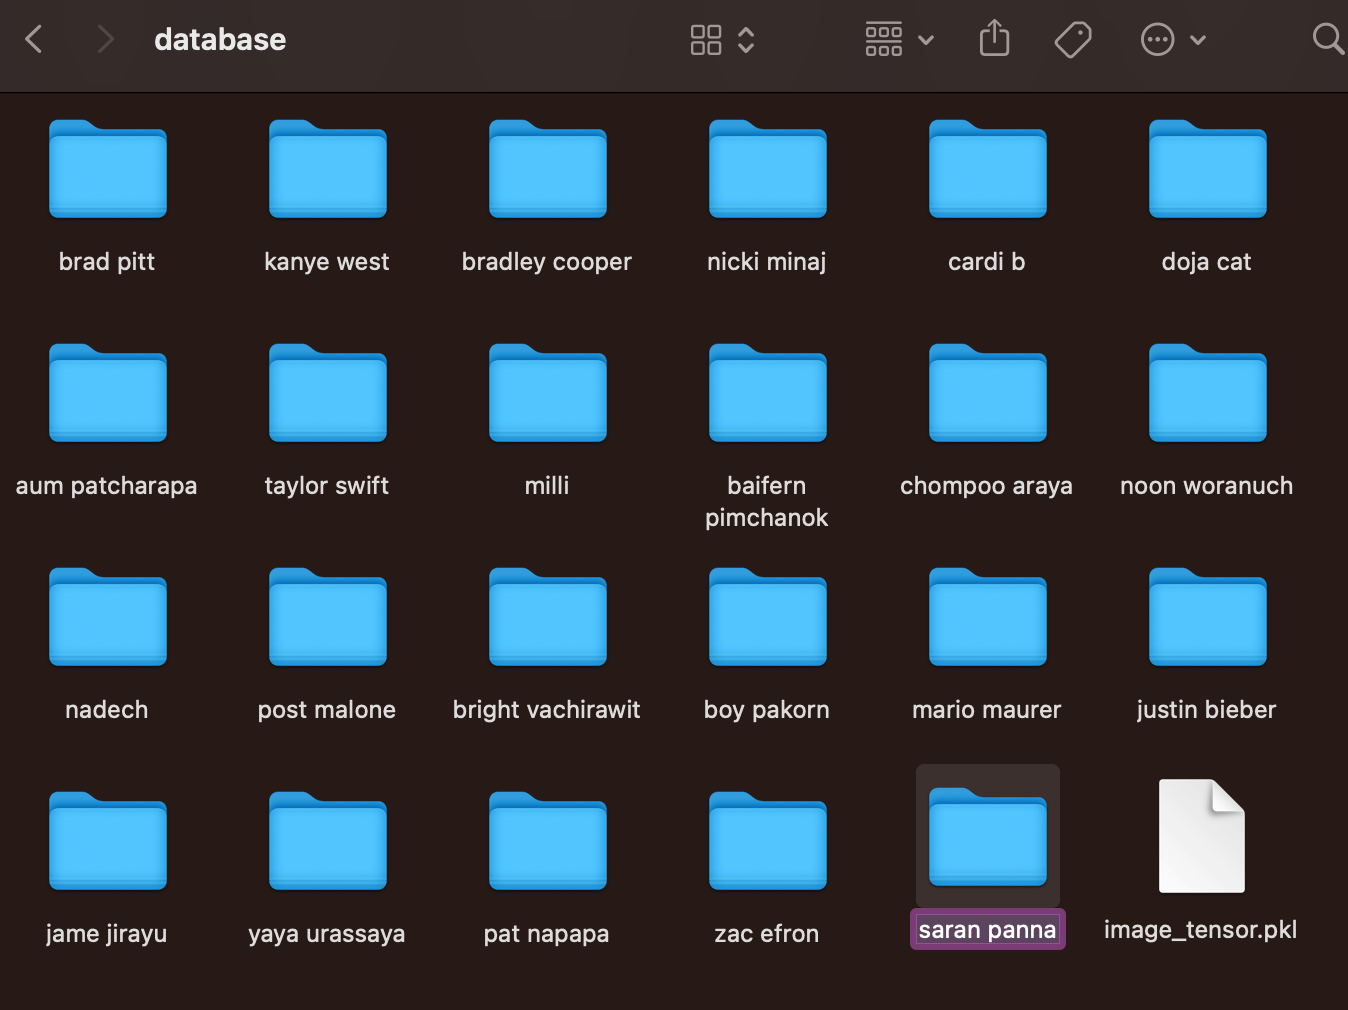 database
brad pitt
kanye west
bradley cooper
nicki minaj
cardi b
doja cat
aum patcharapa
taylor swift
milli
baifern
pimchanok
chompoo araya
noon woranuch
nadech
post malone
bright vachirawit
boy pakorn
mario maurer
justin bieber
jame jirayu
yaya urassaya
pat napapa
zac efron
saran panna
image_tensor.pkl